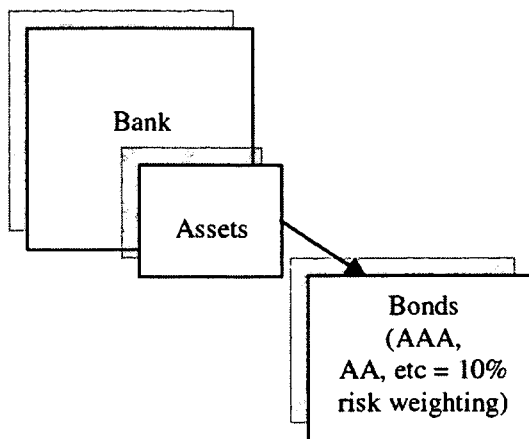 Bank
Assets
Bonds
(AAA,
AA, etc = 10%
risk weighting)